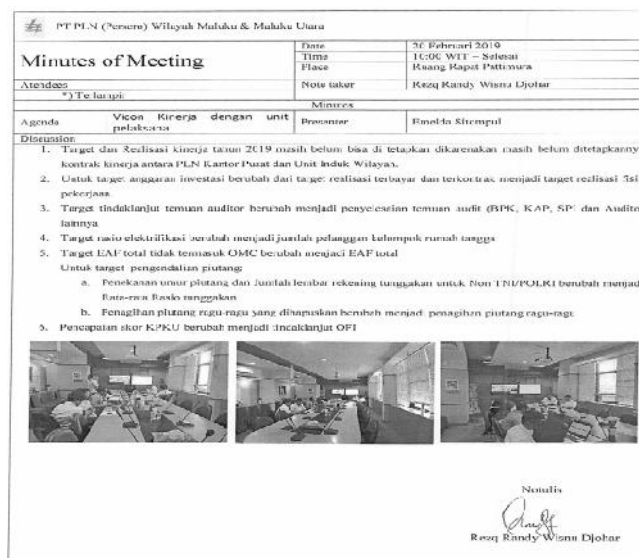 PT PLN (Persero) Wilayah Maluku & Maluku Utara
Minutes of Meeting
Date 20 Februari 2019
Time 10:00 WIT – Selesai
Place Ruang Rapat Pattimura
Atendees
*) Terlampir
Note taker Rezq Randy Wisnu Djohar
Minutes
Agenda Vicon Kinerja dengan unit
pelaksana
Presenter Emelda Sitompul
Discussion
1. Target dan Realisasi kinerja tahun 2019 masih belum bisa di tetapkan dikarenakan masih belum ditetapkanny
kontrak kinerja antara PLN Kantor Pusat dan Unit Induk Wilayah.
2. Untuk target anggaran investasi berubah dari target realisasi terbayar dan terkontrak menjadi target realisasi fisi
pekerjaan
3. Target tindaklanjut temuan auditor berubah menjadi penyelesaian temuan audit (BPK, KAP, SPI dan Audito
lainnya
4. Target rasio elektrifikasi berubah menjadi jumlah pelanggan kelompok rumah tangga
5. Target EAF total tidak termasuk OMC berubah menjadi EAF total
Untuk target pengendalian piutang:
a. Penekanan umur piutang dan Jumlah lembar rekening tunggakan untuk Non TNI/POLRI berubah menjad
Rata-rata Rasio tunggakan
b. Penagihan piutang ragu-ragu yang dihapuskan berubah menjadi penagihan piutang ragu-ragu
6. Pencapaian skor KPKU berubah menjadi tindaklanjut OFI
Notulis
Rezq Randy Wisnu Djohar